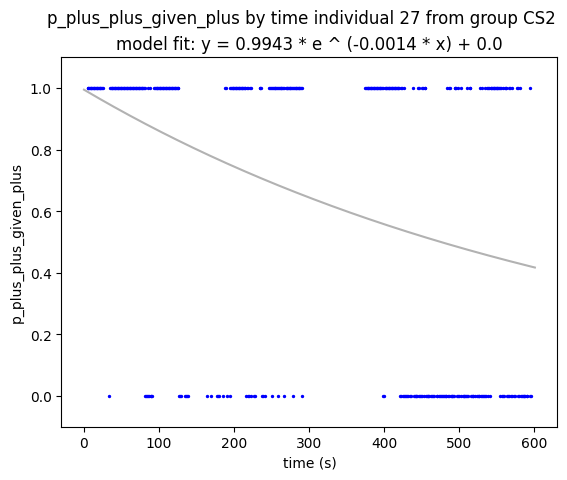 p_plus_plus_given_plus by time individual 27 from group CS2
model fit: y = 0.9943 * e ^ (-0.0014 * x) + 0.0
1.0
0.8
0.6
0.4
0.2
0.0
p_plus_plus_given_plus
0 100 200 300 400 500 600
time (s)